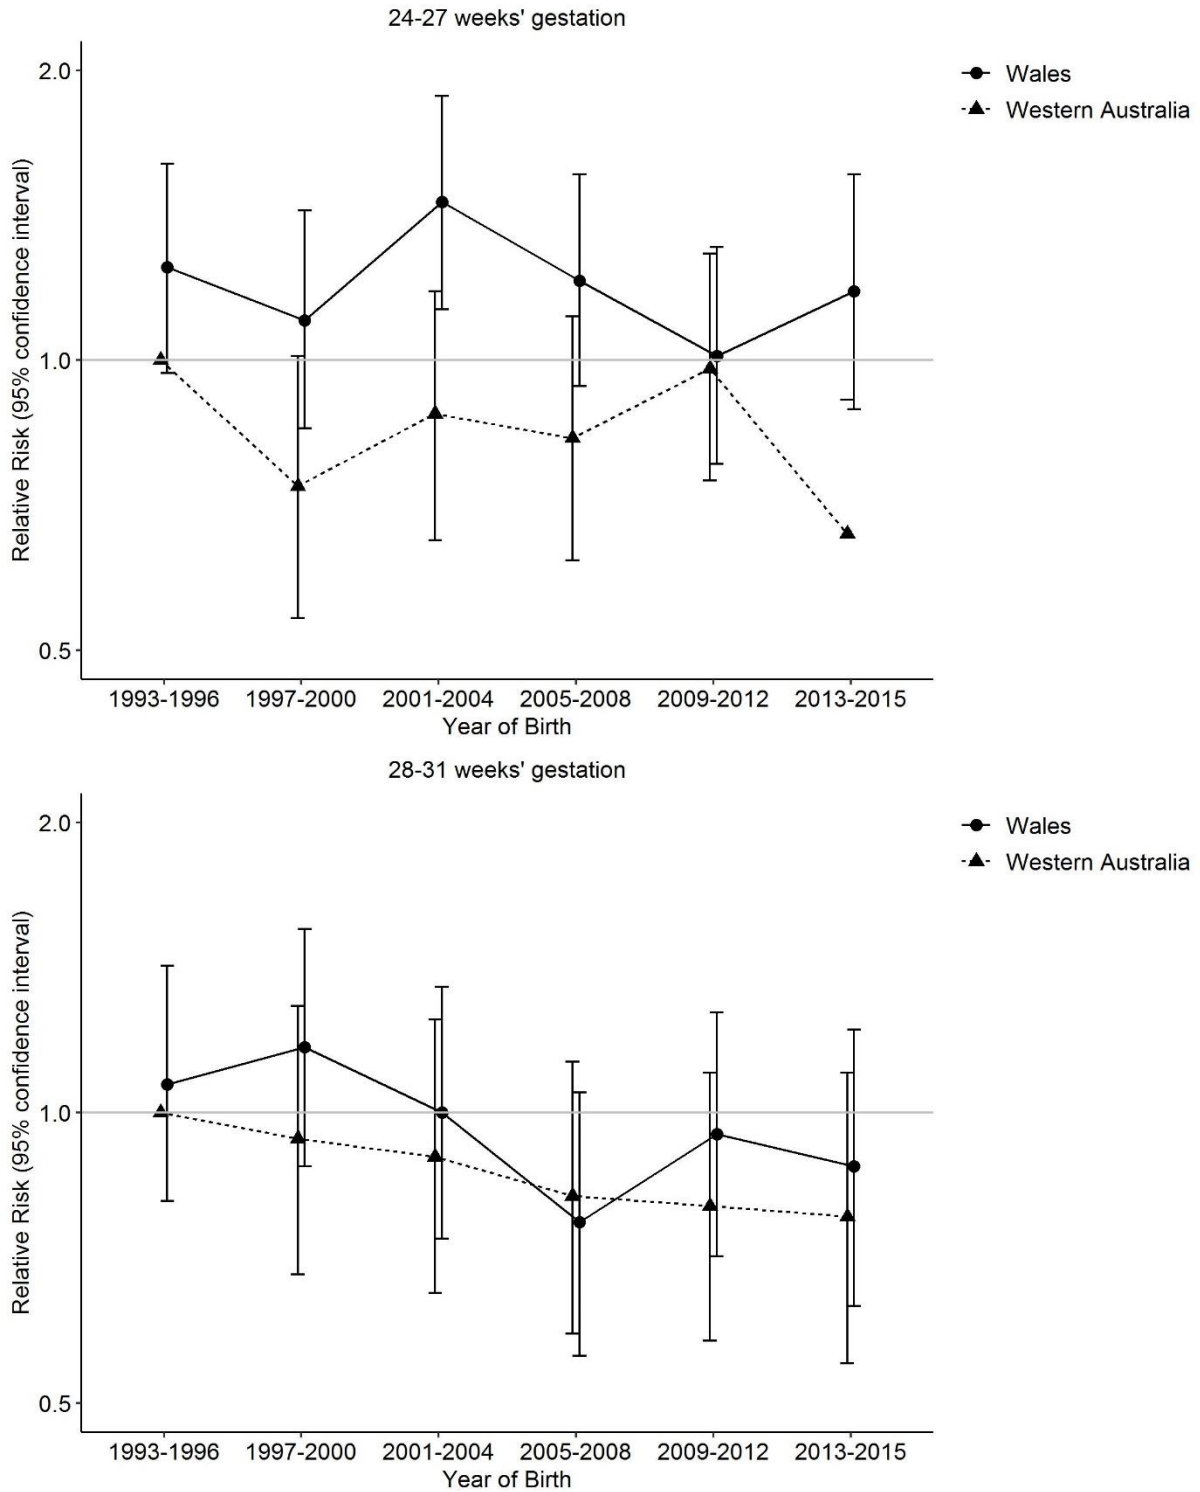 24-27 weeks' gestation
2.0
1.0
0.5
Relative Risk (95% confidence interval)
1993-1996 1997-2000 2001-2004 2005-2008 2009-2012 2013-2015
Year of Birth
Wales
Western Australia
28-31 weeks' gestation
2.0
1.0
0.5
Relative Risk (95% confidence interval)
1993-1996 1997-2000 2001-2004 2005-2008 2009-2012 2013-2015
Year of Birth
Wales
Western Australia